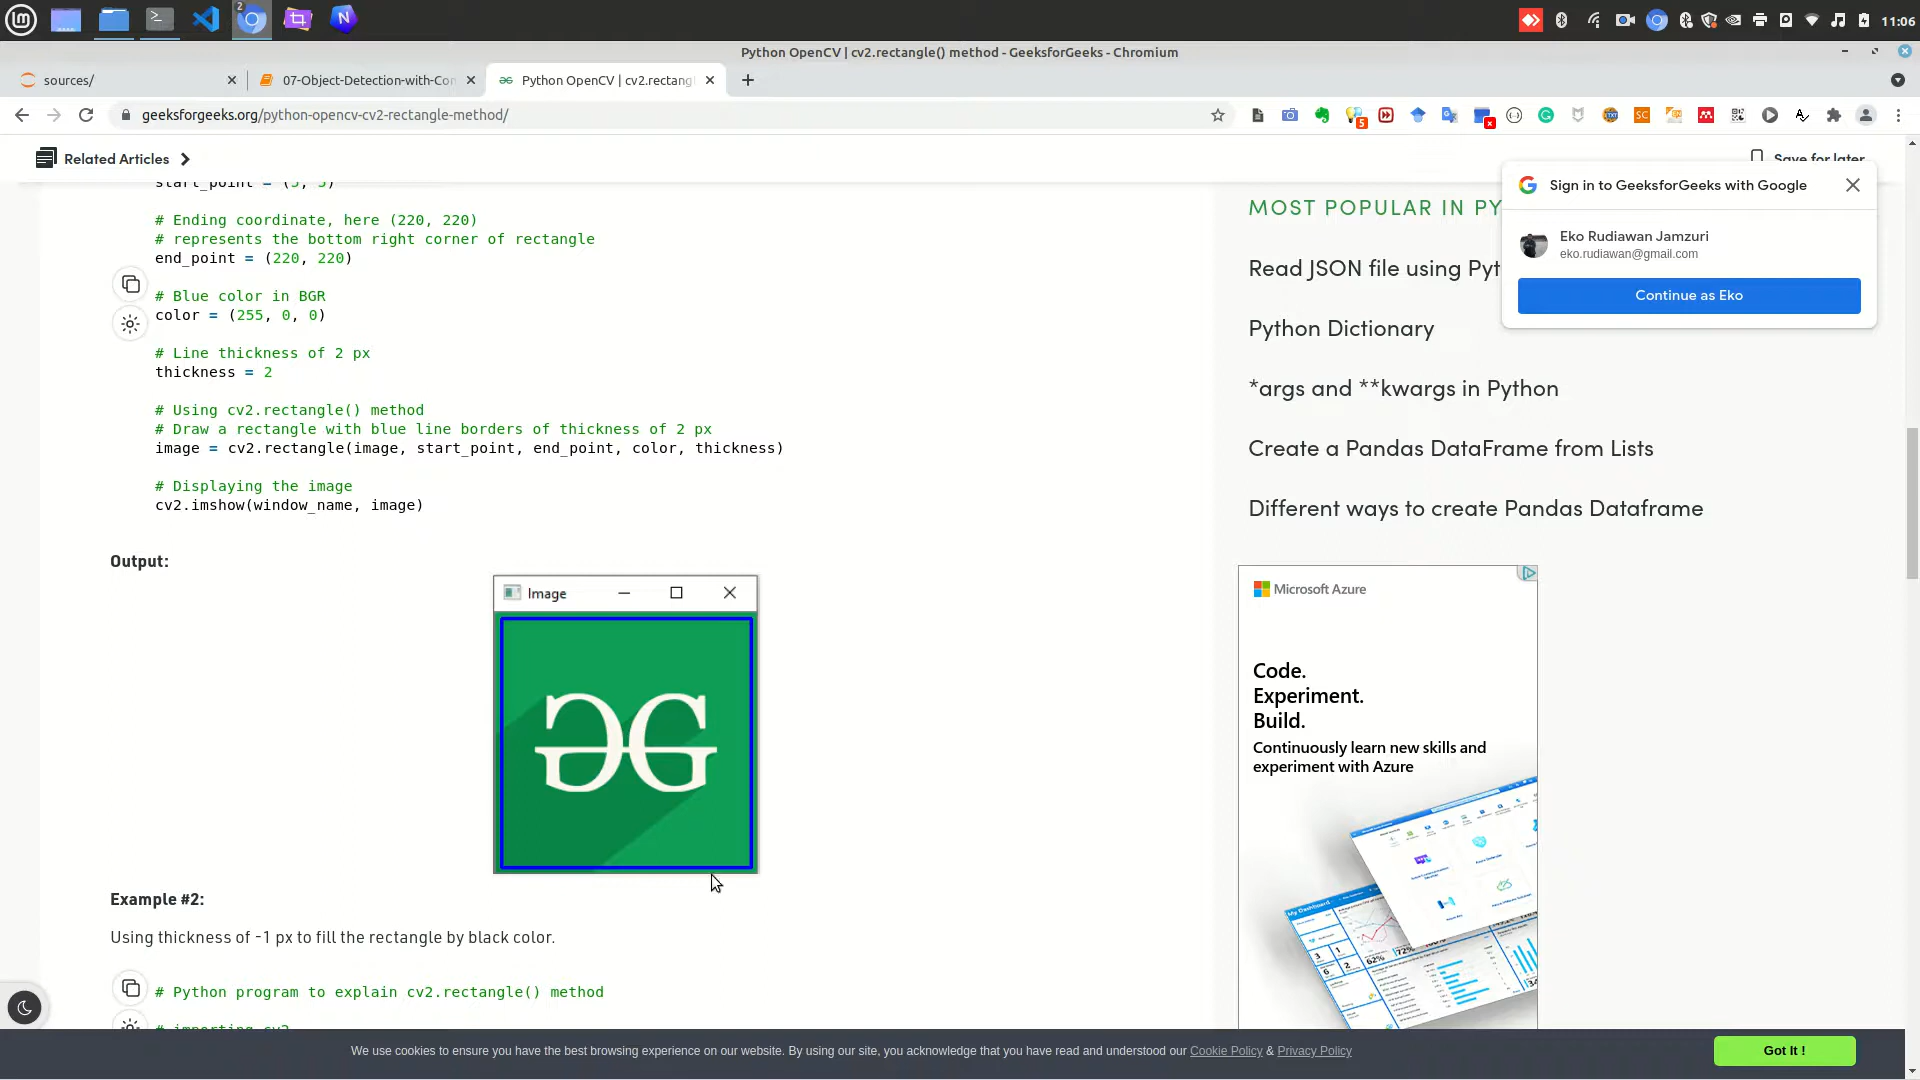 11:06
Python OpenCV | cv2.rectangle() method - GeeksforGeeks - Chromium
sources/
07-Object-Detection-with-Con
Python OpenCV | cv2.rectang
geeksforgeeks.org/python-opencv-cv2-rectangle-method/
Related Articles
Save for later
start_point = (5, 5)
# Ending coordinate, here (220, 220)
# represents the bottom right corner of rectangle
end_point = (220, 220)
# Blue color in BGR
color = (255, 0, 0)
# Line thickness of 2 px
thickness = 2
# Using cv2.rectangle() method
# Draw a rectangle with blue line borders of thickness of 2 px
image = cv2.rectangle(image, start_point, end_point, color, thickness)
# Displaying the image
cv2.imshow(window_name, image)
Output:
Image
Example #2:
Using thickness of -1 px to fill the rectangle by black color.
# Python program to explain cv2.rectangle() method
# importing cv2
MOST POPULAR IN PY
Read JSON file using Pyt
Python Dictionary
*args and **kwargs in Python
Create a Pandas DataFrame from Lists
Different ways to create Pandas Dataframe
Sign in to GeeksforGeeks with Google
Eko Rudiawan Jamzuri
eko.rudiawan@gmail.com
Continue as Eko
Microsoft Azure
Code.
Experiment.
Build.
Continuously learn new skills and
experiment with Azure
My Dashboard
We use cookies to ensure you have the best browsing experience on our website. By using our site, you acknowledge that you have read and understood our Cookie Policy & Privacy Policy
Got It !